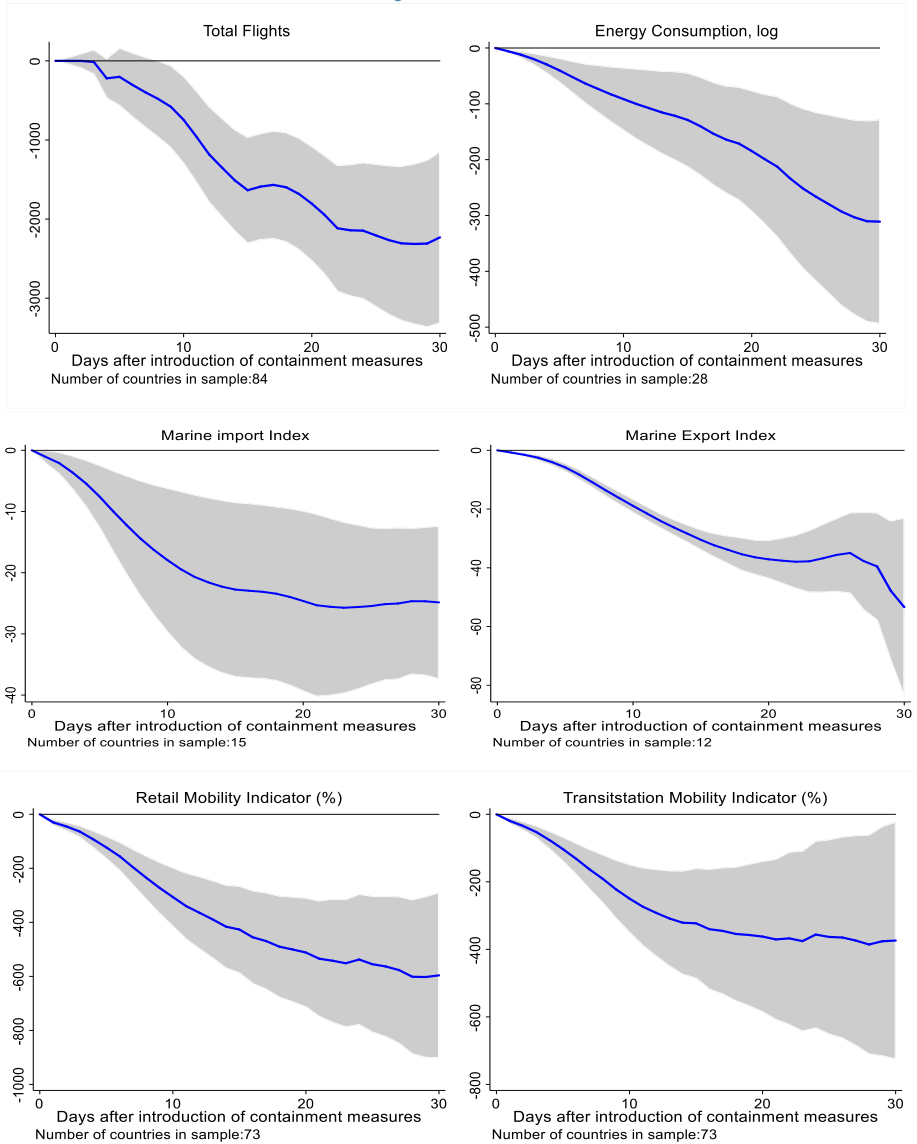 Total Flights
0
-1000
-2000
-3000
0 10 20 30
Days after introduction of containment measures
Number of countries in sample:84
Energy Consumption, log
0
-100
-200
-300
-400
-500
0 10 20 30
Days after introduction of containment measures
Number of countries in sample:28
Marine import Index
0
-10
-20
-30
-40
0 10 20 30
Days after introduction of containment measures
Number of countries in sample:15
Marine Export Index
0
-20
-40
-60
-80
0 10 20 30
Days after introduction of containment measures
Number of countries in sample:12
Retail Mobility Indicator (%)
0
-200
-400
-600
-800
-1000
0 10 20 30
Days after introduction of containment measures
Number of countries in sample:73
Transitstation Mobility Indicator (%)
0
-200
-400
-600
-800
0 10 20 30
Days after introduction of containment measures
Number of countries in sample:73